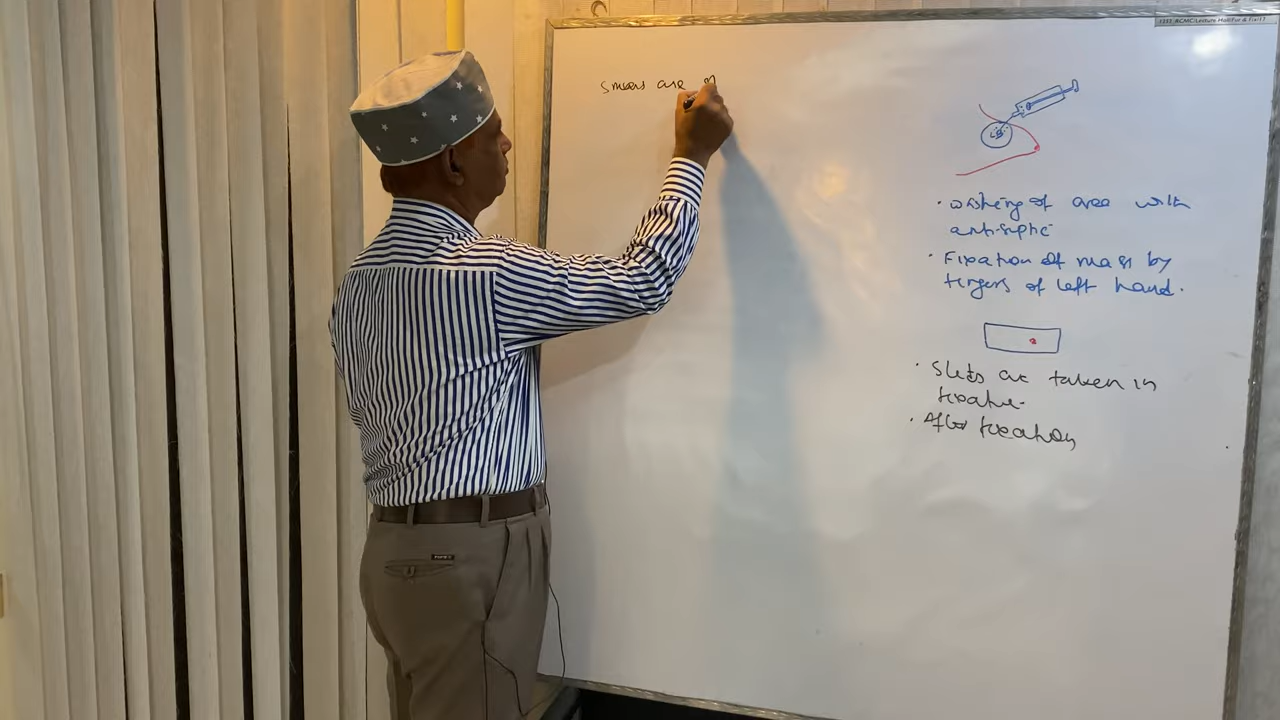 Smears are
· washing of area with
antiseptic
· Fixation of mass by
fingers of left hand.
· Slides are taken in
fixative.
· After fixation